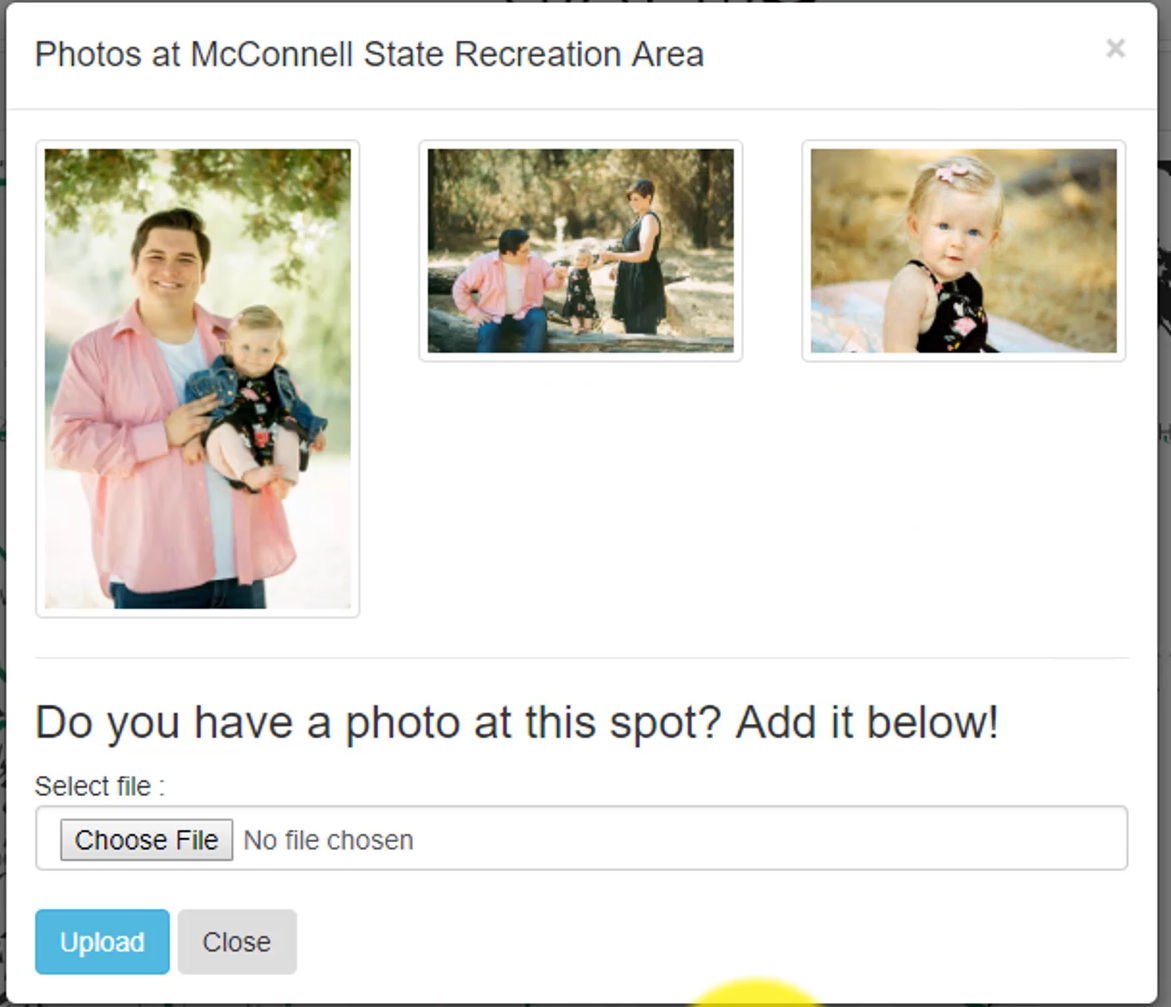 Photos at McConnell State Recreation Area
×
Do you have a photo at this spot? Add it below!
Select file :
Choose File No file chosen
Upload Close